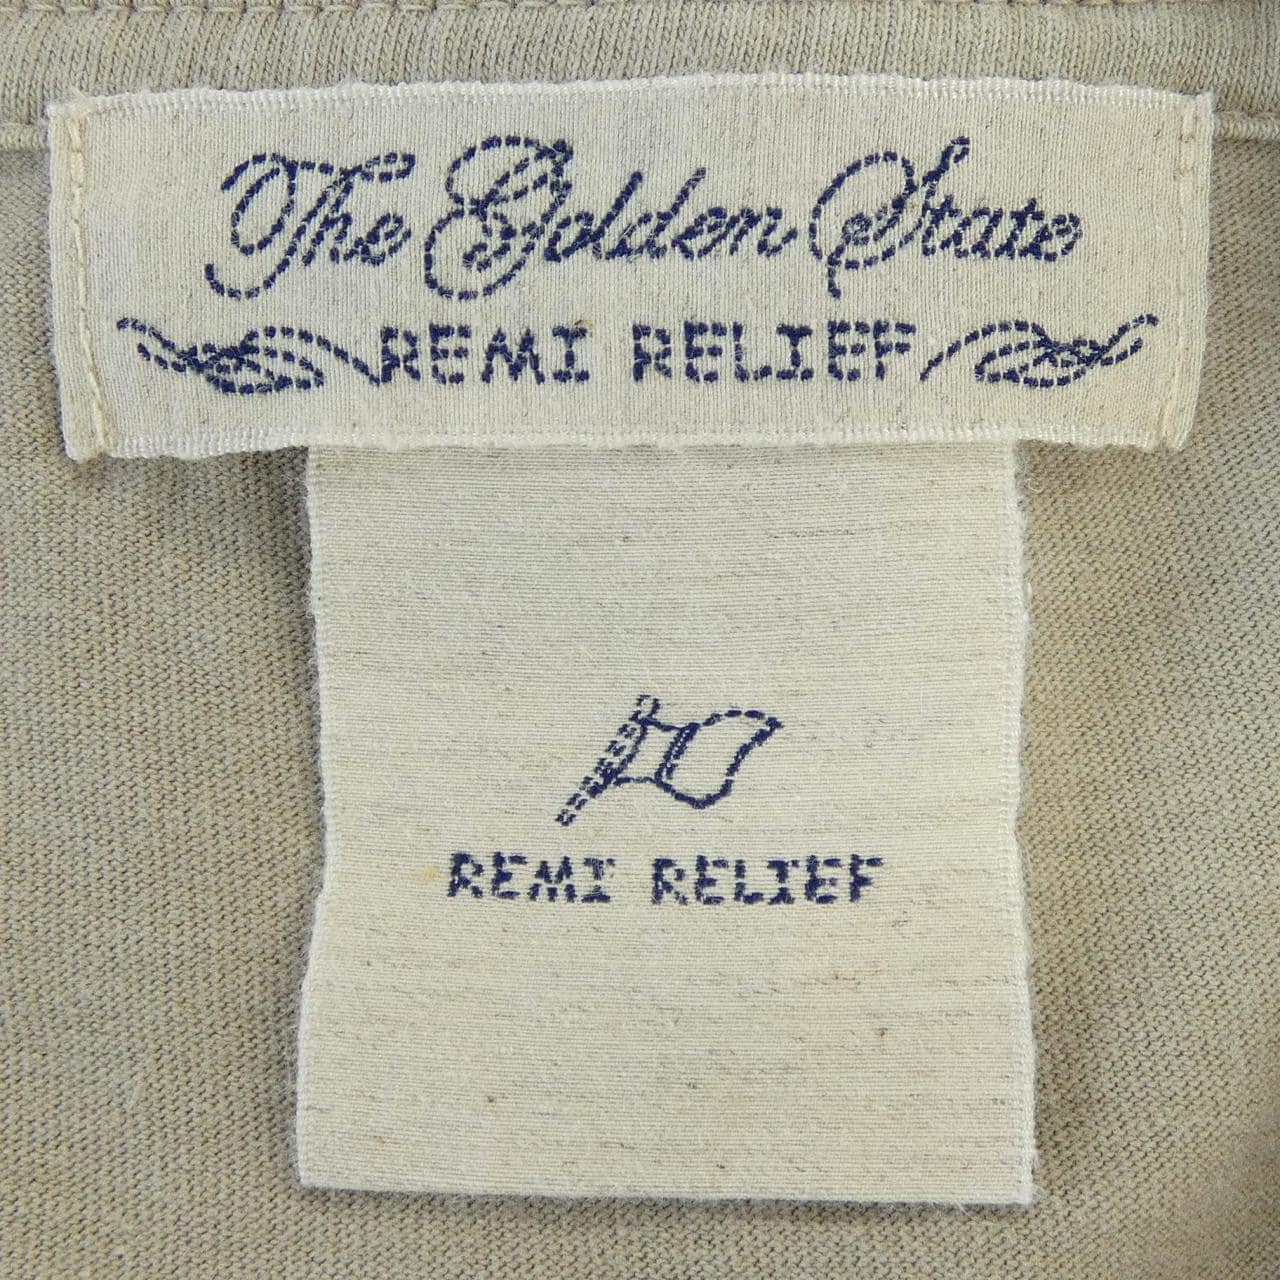 The Golden State
REMI RELIEF
REMI RELIEF